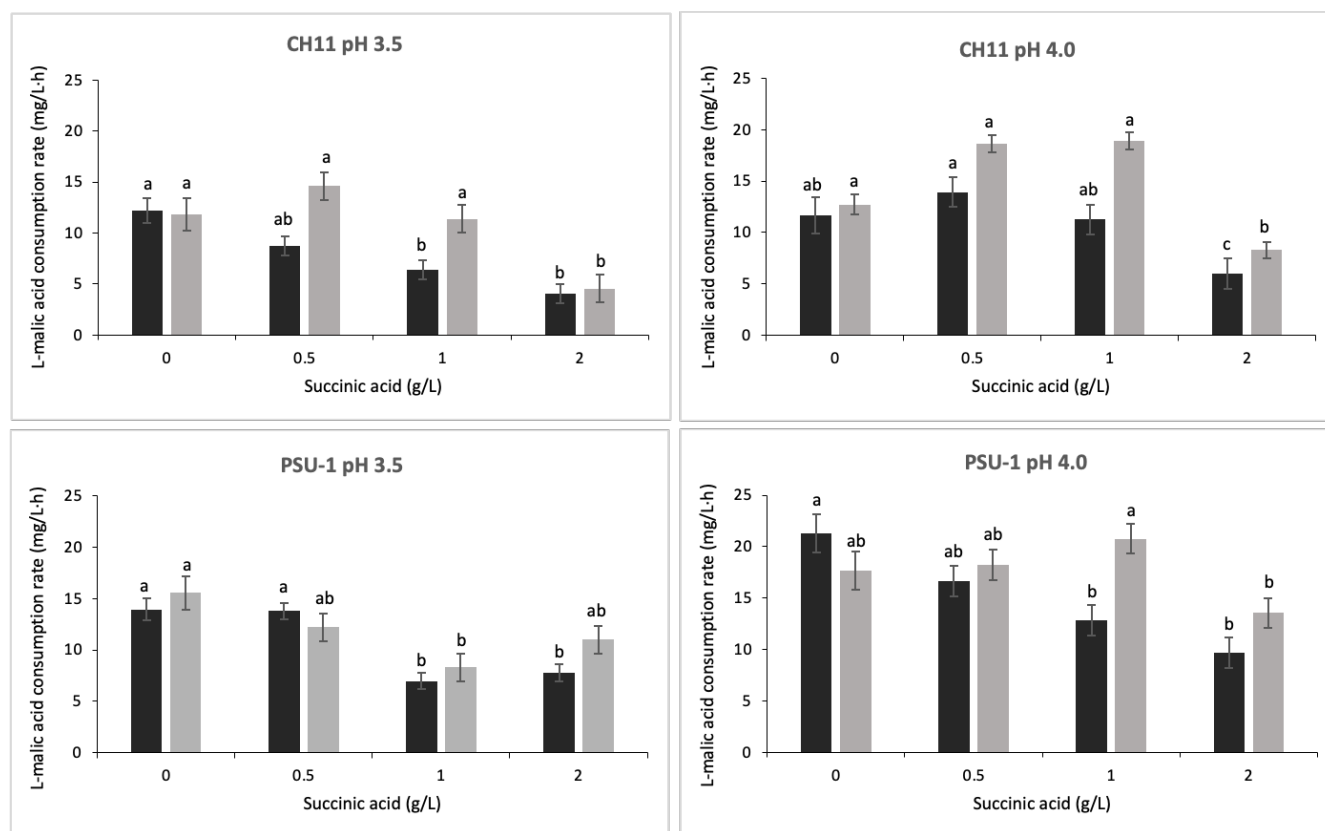 CH11 pH 3.5
L-malic acid consumption rate (mg/L·h)
25
20
15
10
5
0
a a ab a b a b b
0 0.5 1 2
Succinic acid (g/L)
CH11 pH 4.0
L-malic acid consumption rate (mg/L·h)
25
20
15
10
5
0
ab a a a ab a c b
0 0.5 1 2
Succinic acid (g/L)
PSU-1 pH 3.5
L-malic acid consumption rate (mg/L·h)
25
20
15
10
5
0
a a a ab b b b ab
0 0.5 1 2
Succinic acid (g/L)
PSU-1 pH 4.0
L-malic acid consumption rate (mg/L·h)
25
20
15
10
5
0
a ab ab ab b a b b
0 0.5 1 2
Succinic acid (g/L)